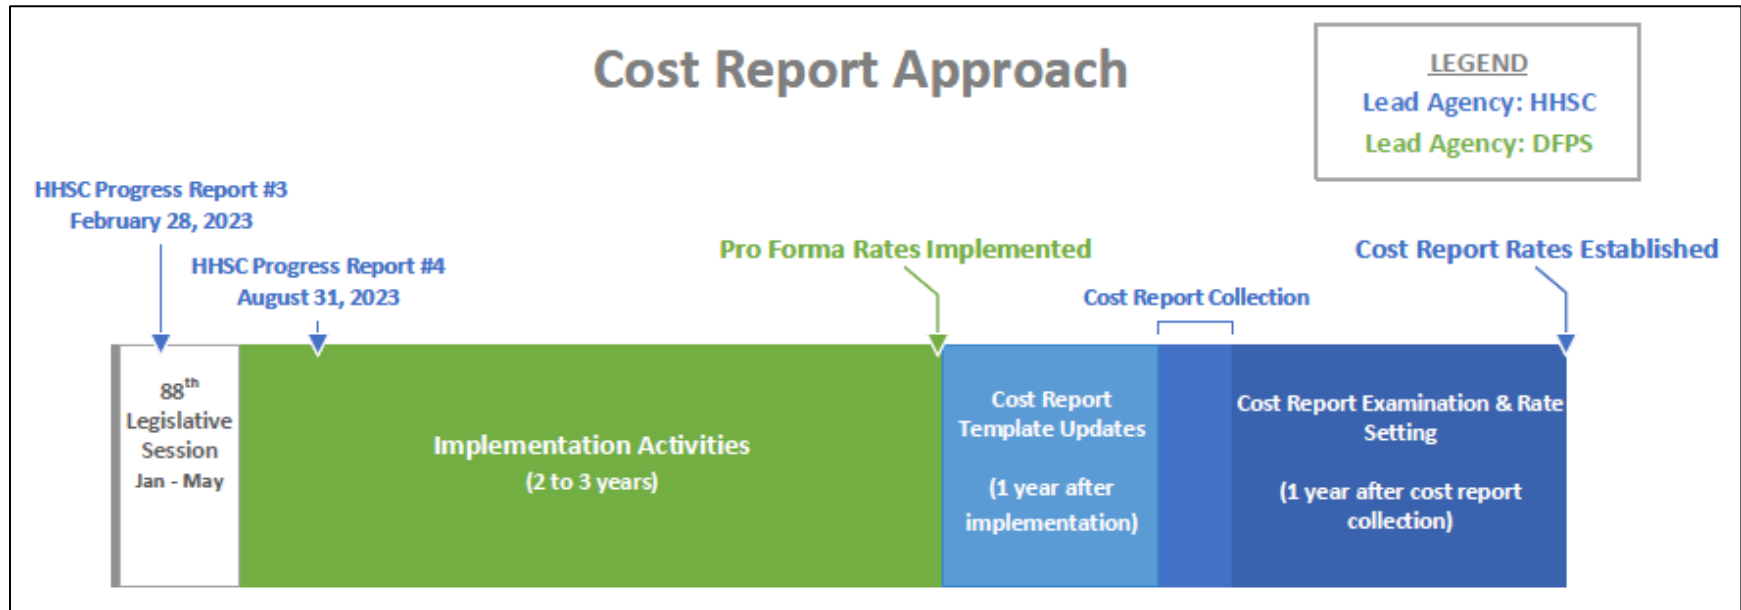 Cost Report Approach
LEGEND
Lead Agency: HHSC
Lead Agency: DFPS
HHSC Progress Report #3
February 28, 2023
HHSC Progress Report #4
August 31, 2023
Pro Forma Rates Implemented
Cost Report Collection
Cost Report Rates Established
88th
Legislative
Session
Jan - May
Implementation Activities
(2 to 3 years)
Cost Report
Template Updates
(1 year after
implementation)
Cost Report Examination & Rate
Setting
(1 year after cost report
collection)